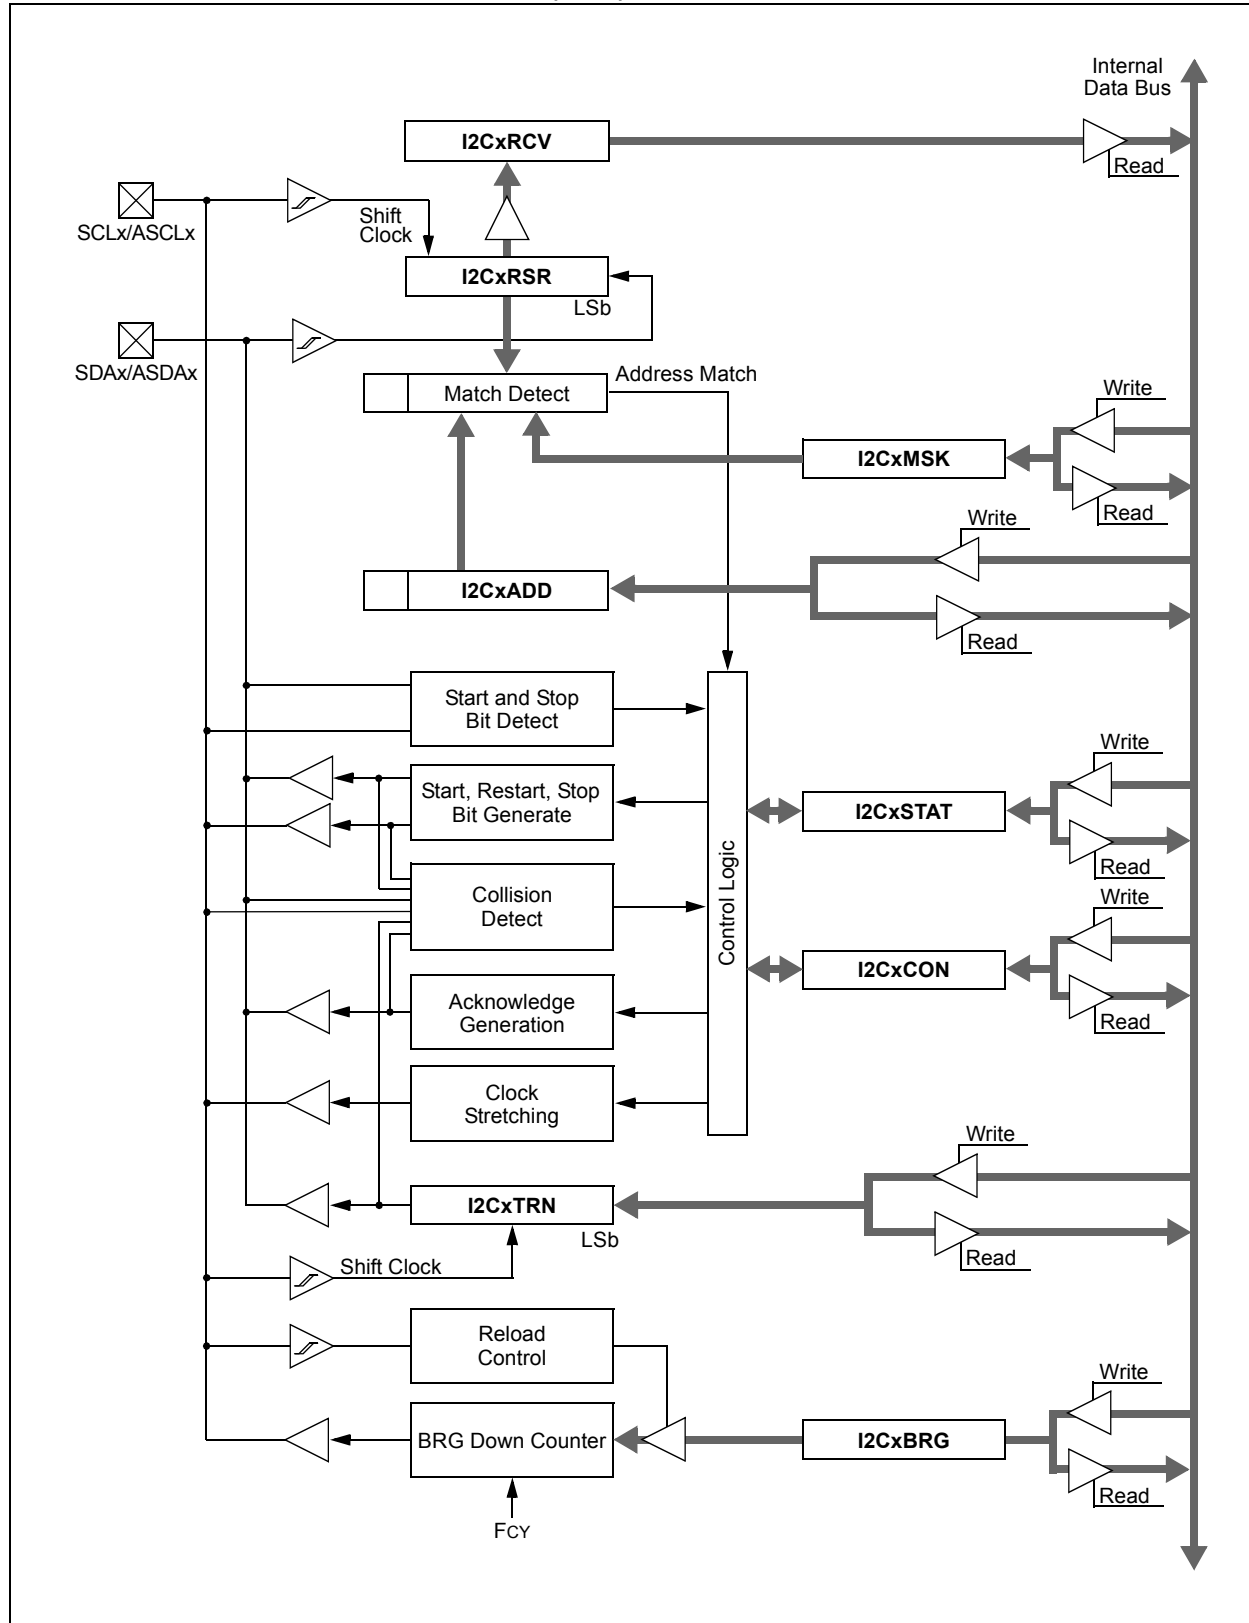 Internal
Data Bus
I2CxRCV
Read
SCLx/ASCLx
Shift
Clock
I2CxRSR
LSb
SDAx/ASDAx
Address Match
Match Detect
Write
I2CxMSK
Read
Write
I2CxADD
Read
Start and Stop
Bit Detect
Write
Start, Restart, Stop
Bit Generate
I2CxSTAT
Read
Collision
Detect
Control Logic
Write
I2CxCON
Read
Acknowledge
Generation
Clock
Stretching
Write
I2CxTRN
LSb
Read
Shift Clock
Reload
Control
Write
BRG Down Counter
I2CxBRG
Read
FCY